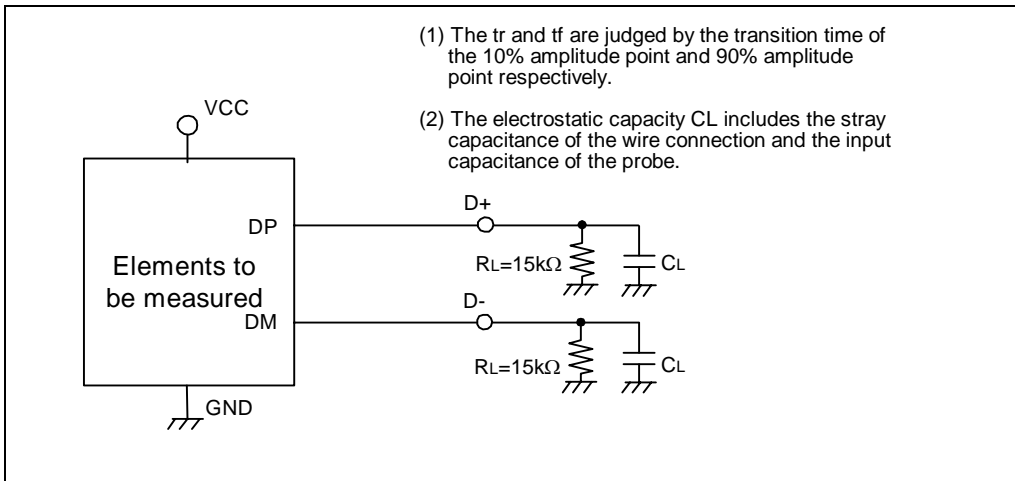 (1) The tr and tf are judged by the transition time of
the 10% amplitude point and 90% amplitude
point respectively.
(2) The electrostatic capacity CL includes the stray
capacitance of the wire connection and the input
capacitance of the probe.
VCC
D+
DP
RL=15kΩ
CL
Elements to
be measured
D-
DM
RL=15kΩ
CL
GND